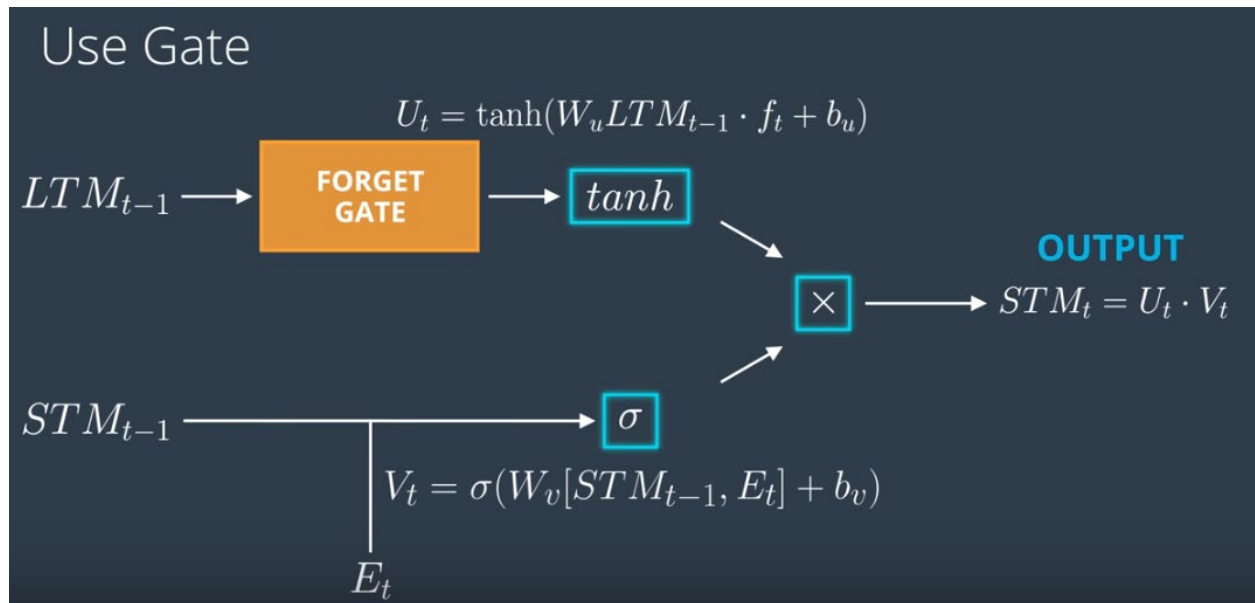 Use Gate
U_t = tanh(W_u LTM_{t−1} · f_t + b_u)
LTM_{t−1}
FORGET
GATE
tanh
OUTPUT
×
STM_t = U_t · V_t
STM_{t−1}
σ
V_t = σ(W_v[STM_{t−1}, E_t] + b_v)
E_t